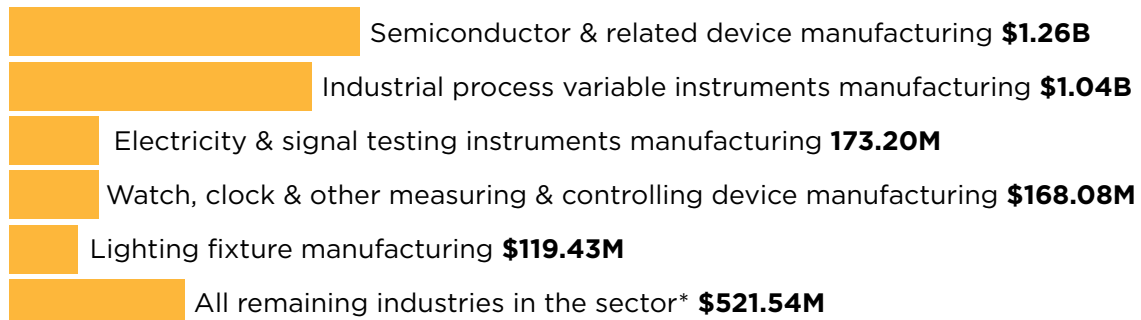 Semiconductor & related device manufacturing $1.26B
Industrial process variable instruments manufacturing $1.04B
Electricity & signal testing instruments manufacturing 173.20M
Watch, clock & other measuring & controlling device manufacturing $168.08M
Lighting fixture manufacturing $119.43M
All remaining industries in the sector* $521.54M